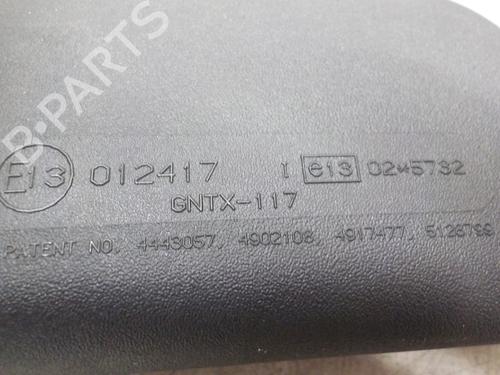 B-PARTS
E13 012417 I e13 02*5732
GNTX-117
PATENT NO. 4443057, 4902108, 4917477, 5128799